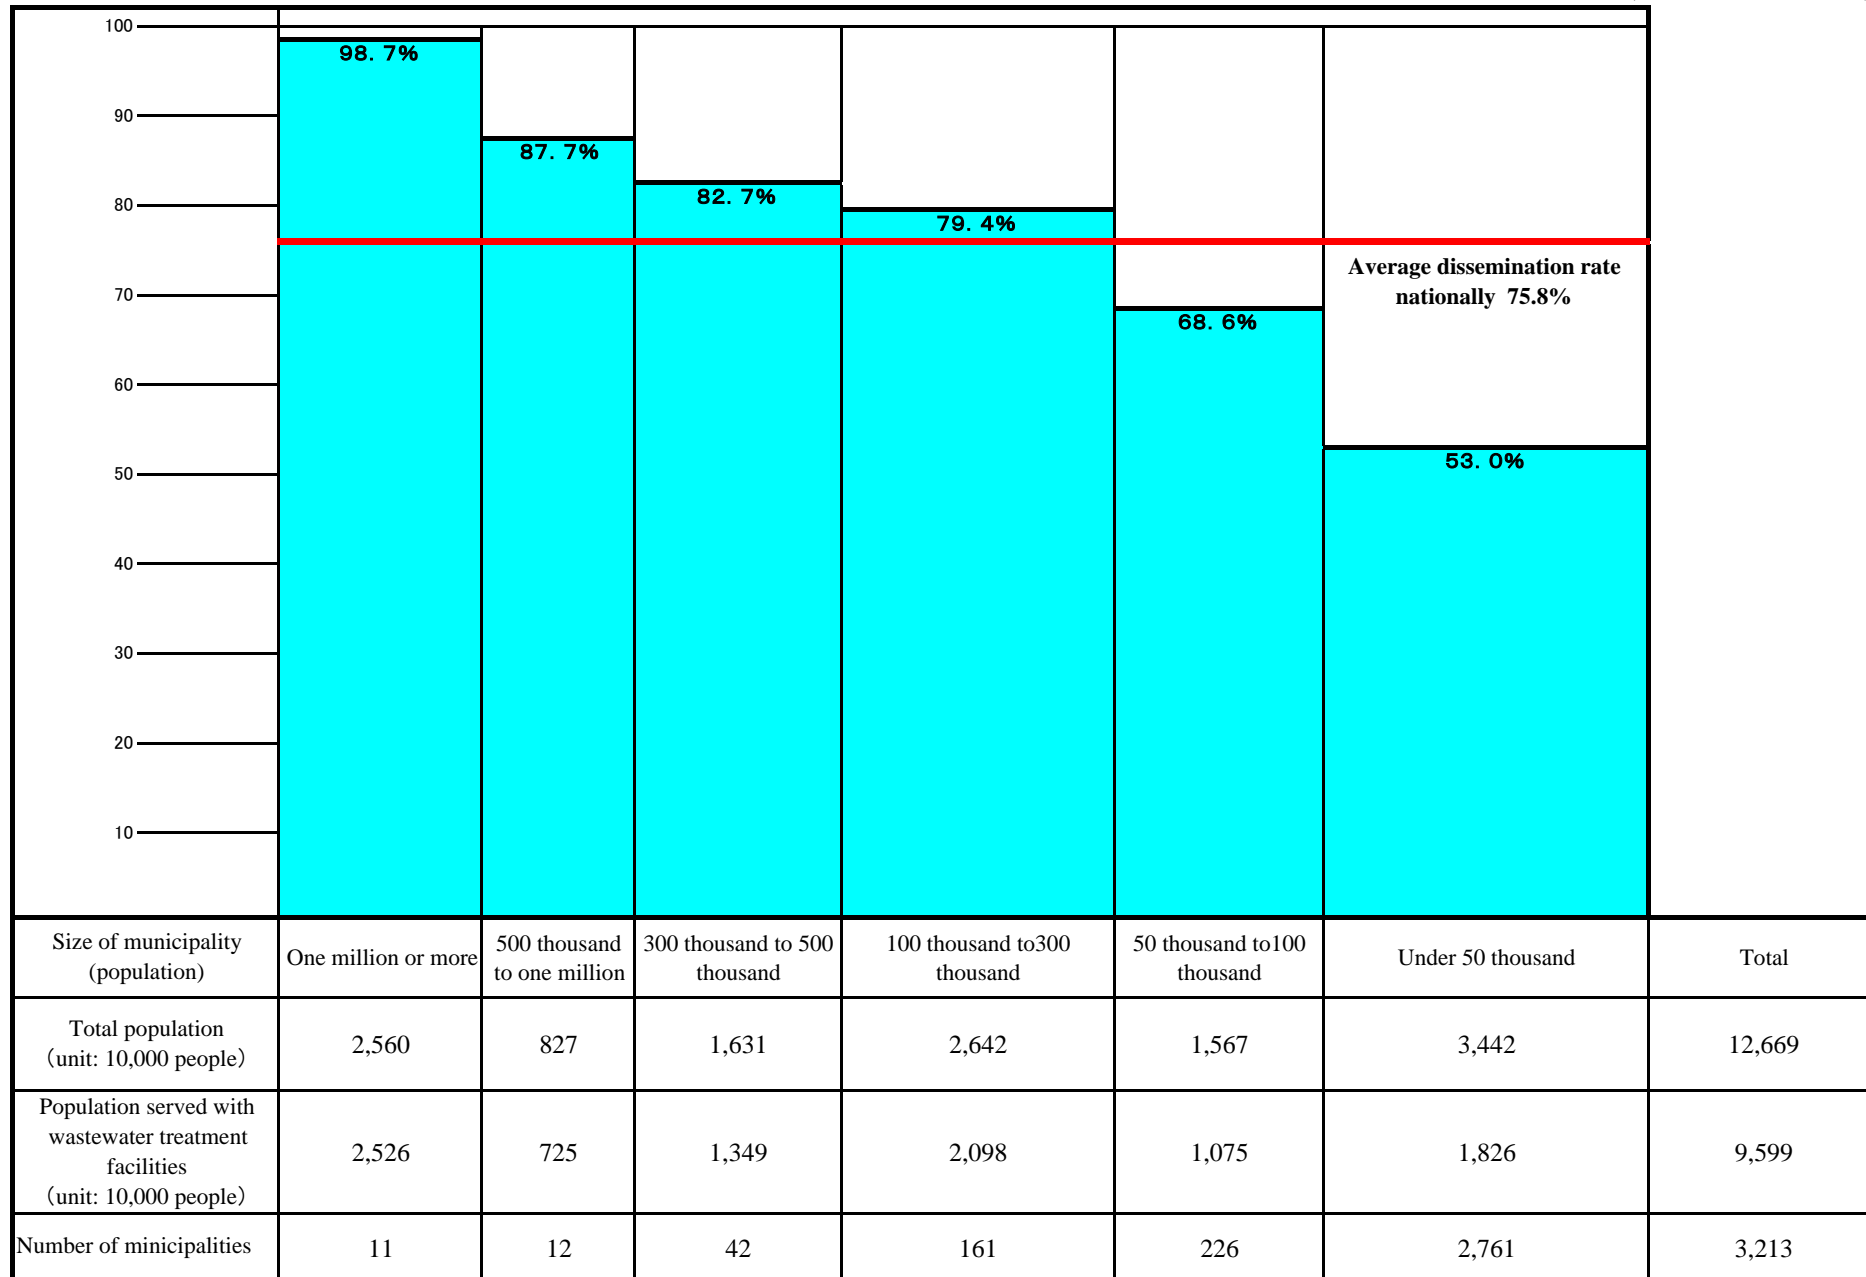 100
98. 7%
90
87. 7%
82. 7%
80
79. 4%
Average dissemination rate
nationally 75.8%
70
68. 6%
60
53. 0%
50
40
30
20
10
Size of municipality
(population)
One million or more
500 thousand
to one million
300 thousand to 500
thousand
100 thousand to300
thousand
50 thousand to100
thousand
Under 50 thousand
Total
Total population
（unit: 10,000 people）
2,560
827
1,631
2,642
1,567
3,442
12,669
Population served with
wastewater treatment
facilities
（unit: 10,000 people）
2,526
725
1,349
2,098
1,075
1,826
9,599
Number of minicipalities
11
12
42
161
226
2,761
3,213